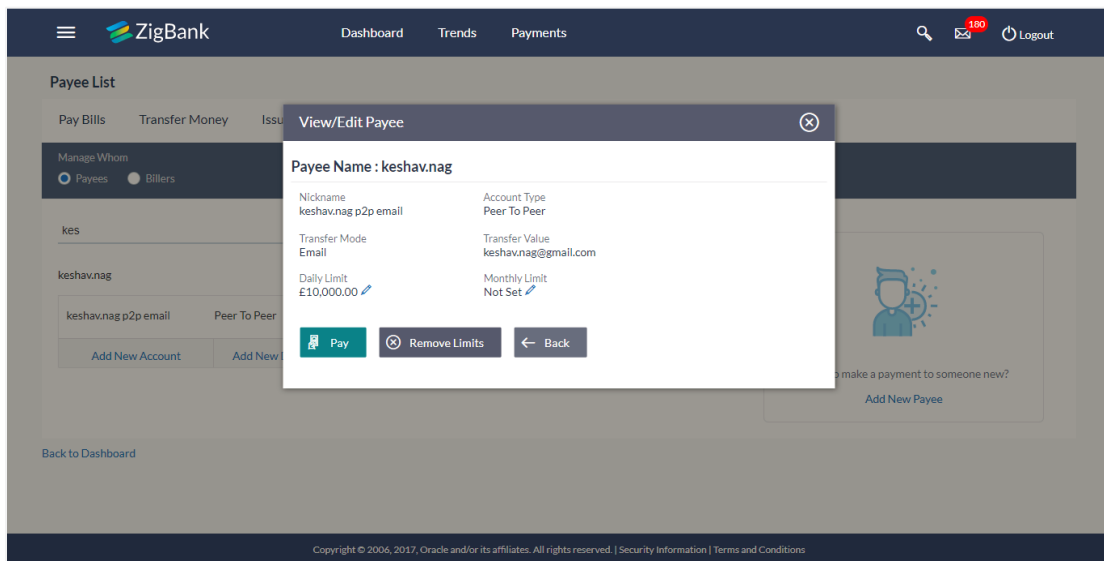 ZigBank Dashboard Trends Payments 180 Logout
Payee List
Pay Bills Transfer Money
View/Edit Payee
Manage Whom
Payees Billers
Payee Name : keshav.nag
Nickname Account Type
keshav.nag p2p email Peer To Peer
Transfer Mode Transfer Value
Email keshav.nag@gmail.com
Daily Limit Monthly Limit
£10,000.00 Not Set
Pay Remove Limits Back
kes
keshav.nag
keshav.nag p2p email Peer To Peer
Add New Account Add New
make a payment to someone new?
Add New Payee
Back to Dashboard
Copyright © 2006, 2017, Oracle and/or its affiliates. All rights reserved. | Security Information | Terms and Conditions